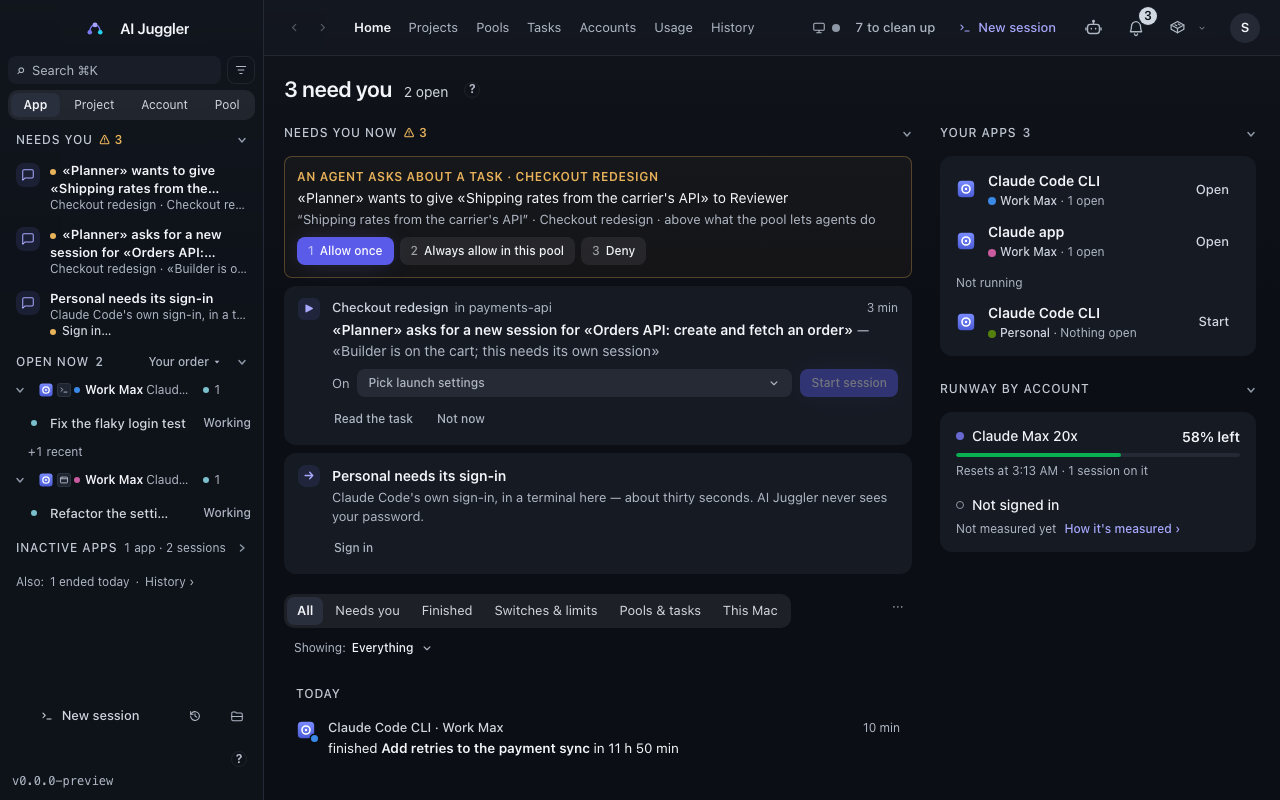 AI Juggler
Search ⌘K
App Project Account Pool
NEEDS YOU 3
«Planner» wants to give
«Shipping rates from the...
Checkout redesign · Checkout re...
«Planner» asks for a new
session for «Orders API:...
Checkout redesign · «Builder is o...
Personal needs its sign-in
Claude Code's own sign-in, in a t...
Sign in...
OPEN NOW 2 Your order
Work Max Claud... 1
Fix the flaky login test Working
+1 recent
Work Max Claud... 1
Refactor the setti... Working
INACTIVE APPS 1 app · 2 sessions
Also: 1 ended today · History ›
New session
?
v0.0.0-preview
Home Projects Pools Tasks Accounts Usage History
7 to clean up New session 3 S
3 need you 2 open ?
NEEDS YOU NOW 3
AN AGENT ASKS ABOUT A TASK · CHECKOUT REDESIGN
«Planner» wants to give «Shipping rates from the carrier's API» to Reviewer
“Shipping rates from the carrier's API” · Checkout redesign · above what the pool lets agents do
1 Allow once 2 Always allow in this pool 3 Deny
Checkout redesign in payments-api 3 min
«Planner» asks for a new session for «Orders API: create and fetch an order» —
«Builder is on the cart; this needs its own session»
On Pick launch settings Start session
Read the task Not now
Personal needs its sign-in
Claude Code's own sign-in, in a terminal here — about thirty seconds. AI Juggler never sees
your password.
Sign in
All Needs you Finished Switches & limits Pools & tasks This Mac ...
Showing: Everything
TODAY
Claude Code CLI · Work Max 10 min
finished Add retries to the payment sync in 11 h 50 min
YOUR APPS 3
Claude Code CLI Open
Work Max · 1 open
Claude app Open
Work Max · 1 open
Not running
Claude Code CLI Start
Personal · Nothing open
RUNWAY BY ACCOUNT
Claude Max 20x 58% left
Resets at 3:13 AM · 1 session on it
Not signed in
Not measured yet How it's measured ›